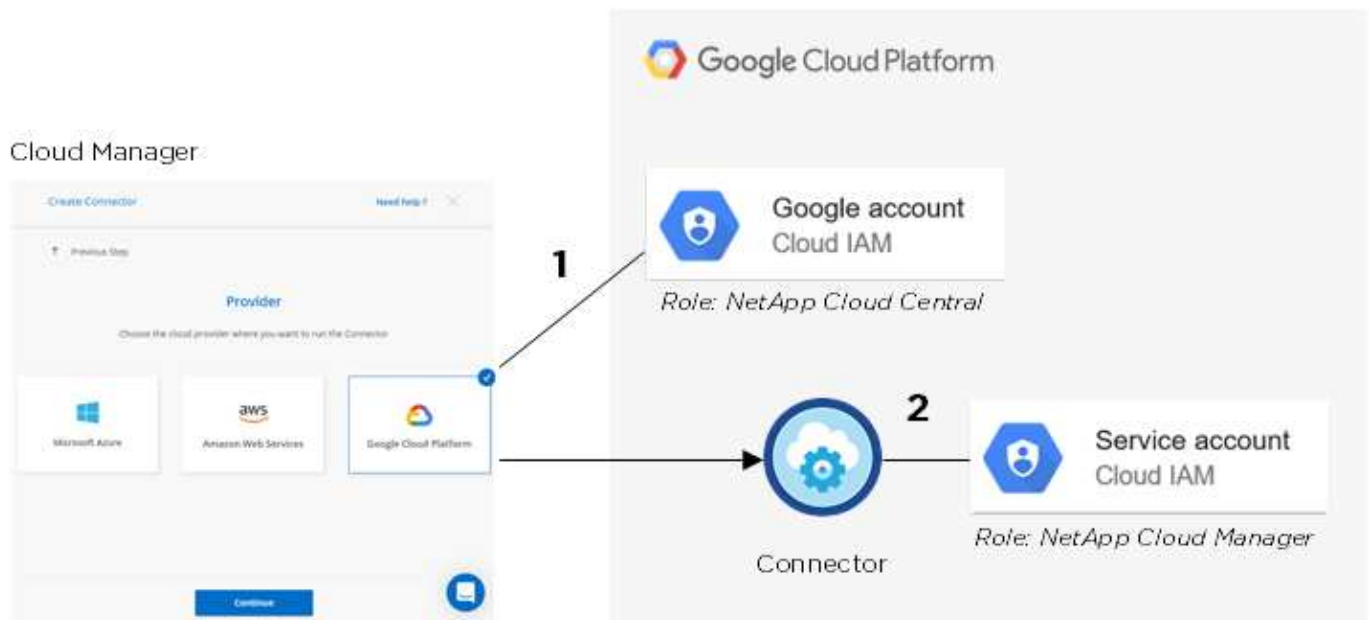 Google Cloud Platform
Cloud Manager
Create Connector
Need help ?
Previous Step
Provider
Choose the cloud provider where you want to run the Connector
Microsoft Azure
aws
Amazon Web Services
Google Cloud Platform
Continue
1
Google account
Cloud IAM
Role: NetApp Cloud Central
2
Connector
Service account
Cloud IAM
Role: NetApp Cloud Manager